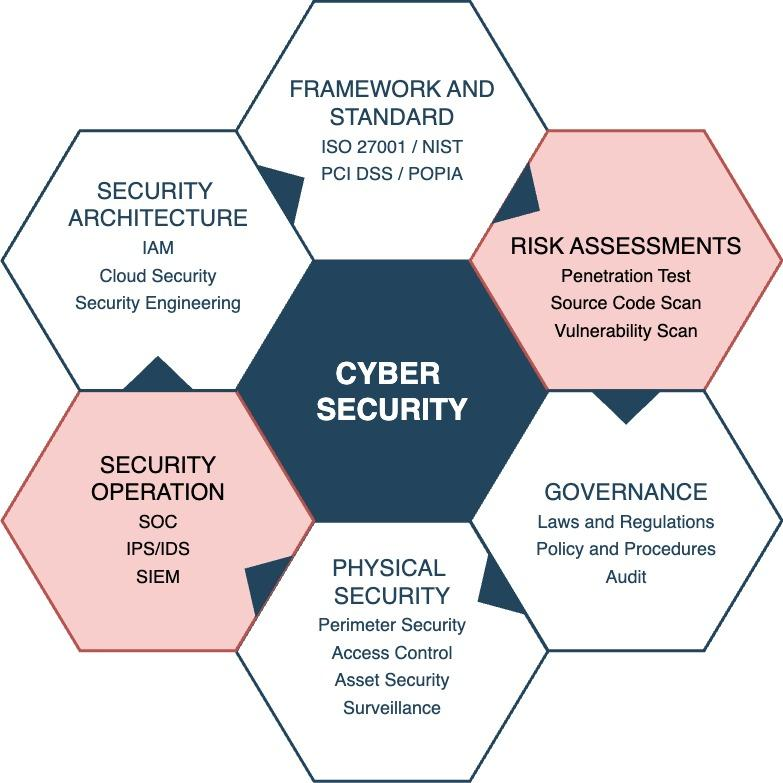 FRAMEWORK AND
STANDARD
ISO 27001 / NIST
PCI DSS / POPIA
SECURITY
ARCHITECTURE
IAM
Cloud Security
Security Engineering
RISK ASSESSMENTS
Penetration Test
Source Code Scan
Vulnerability Scan
CYBER
SECURITY
SECURITY
OPERATION
SOC
IPS/IDS
SIEM
GOVERNANCE
Laws and Regulations
Policy and Procedures
Audit
PHYSICAL
SECURITY
Perimeter Security
Access Control
Asset Security
Surveillance